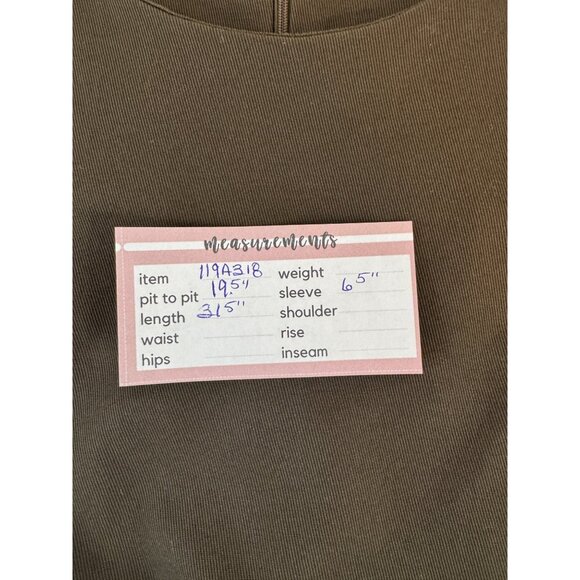 measurements
item 119A318 weight
pit to pit 19.5" sleeve 6 5"
length 31 5" shoulder
waist rise
hips inseam